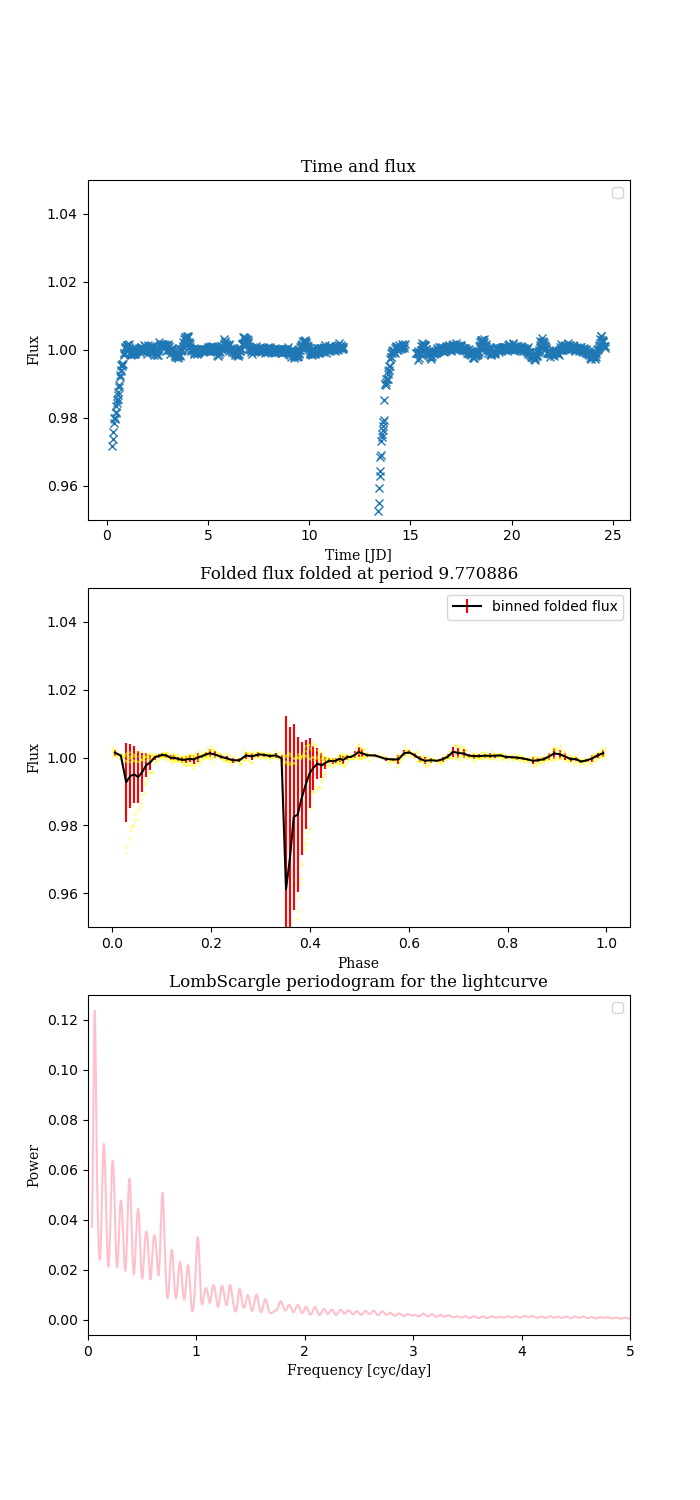 Time and flux
1.04
1.02
1.00
0.98
0.96
Flux
0 5 10 15 20 25
Time [JD]
Folded flux folded at period 9.770886
binned folded flux
1.04
1.02
1.00
0.98
0.96
Flux
0.0 0.2 0.4 0.6 0.8 1.0
Phase
LombScargle periodogram for the lightcurve
0.12
0.10
0.08
0.06
0.04
0.02
0.00
Power
0 1 2 3 4 5
Frequency [cyc/day]